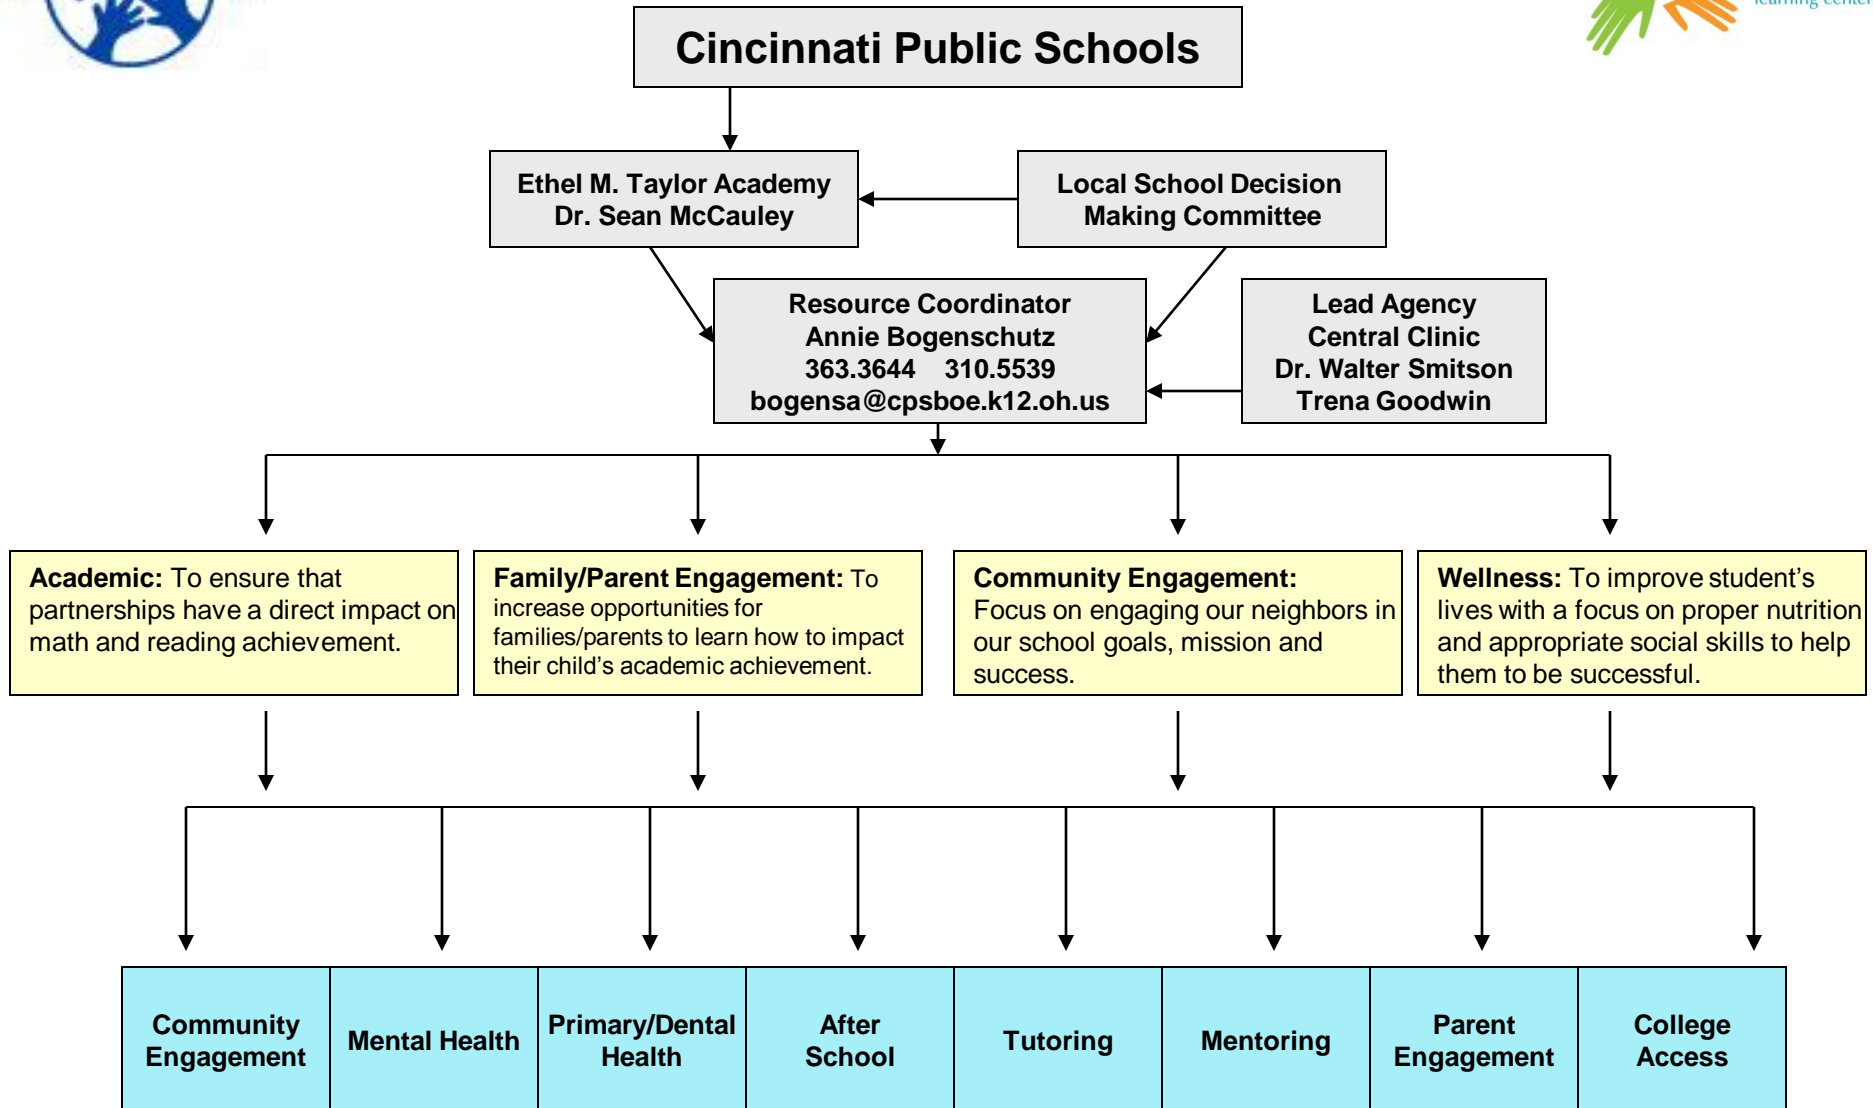 learning center
Cincinnati Public Schools
Ethel M. Taylor Academy
Dr. Sean McCauley
Local School Decision
Making Committee
Resource Coordinator
Annie Bogenschutz
363.3644 310.5539
bogensa@cpsboe.k12.oh.us
Lead Agency
Central Clinic
Dr. Walter Smitson
Trena Goodwin
Academic: To ensure that
partnerships have a direct impact on
math and reading achievement.
Family/Parent Engagement: To
increase opportunities for
families/parents to learn how to impact
their child’s academic achievement.
Community Engagement:
Focus on engaging our neighbors in
our school goals, mission and
success.
Wellness: To improve student’s
lives with a focus on proper nutrition
and appropriate social skills to help
them to be successful.
Community
Engagement
Mental Health
Primary/Dental
Health
After
School
Tutoring
Mentoring
Parent
Engagement
College
Access